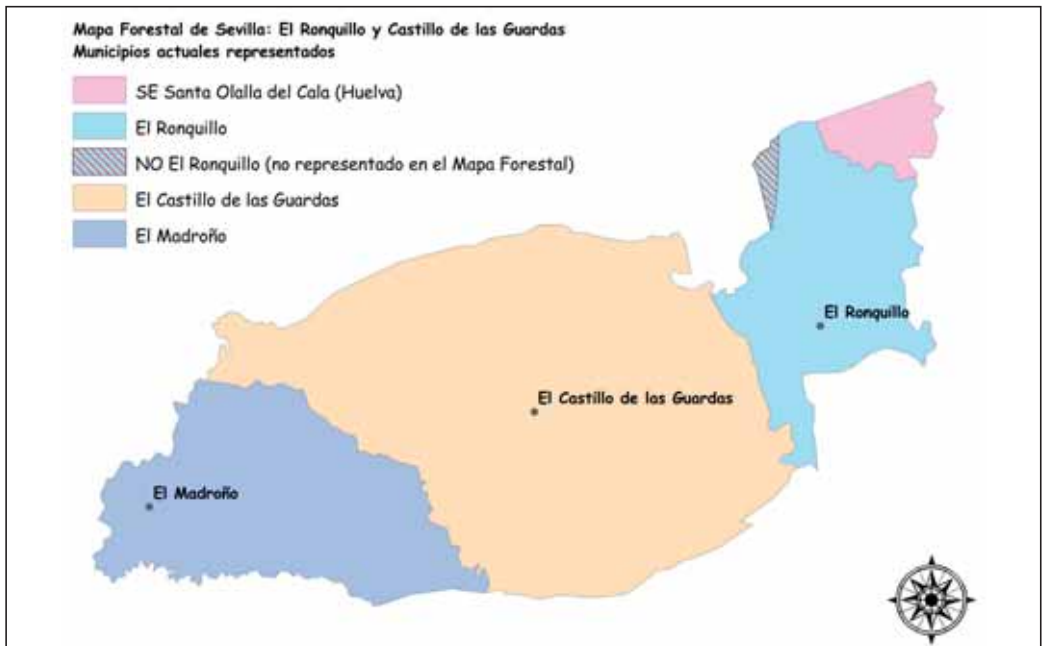 Mapa Forestal de Sevilla: El Ronquillo y Castillo de las Guardas
Municipios actuales representados
SE Santa Olalla del Cala (Huelva)
El Ronquillo
NO El Ronquillo (no representado en el Mapa Forestal)
El Castillo de las Guardas
El Madroño
El Ronquillo
El Castillo de las Guardas
El Madroño